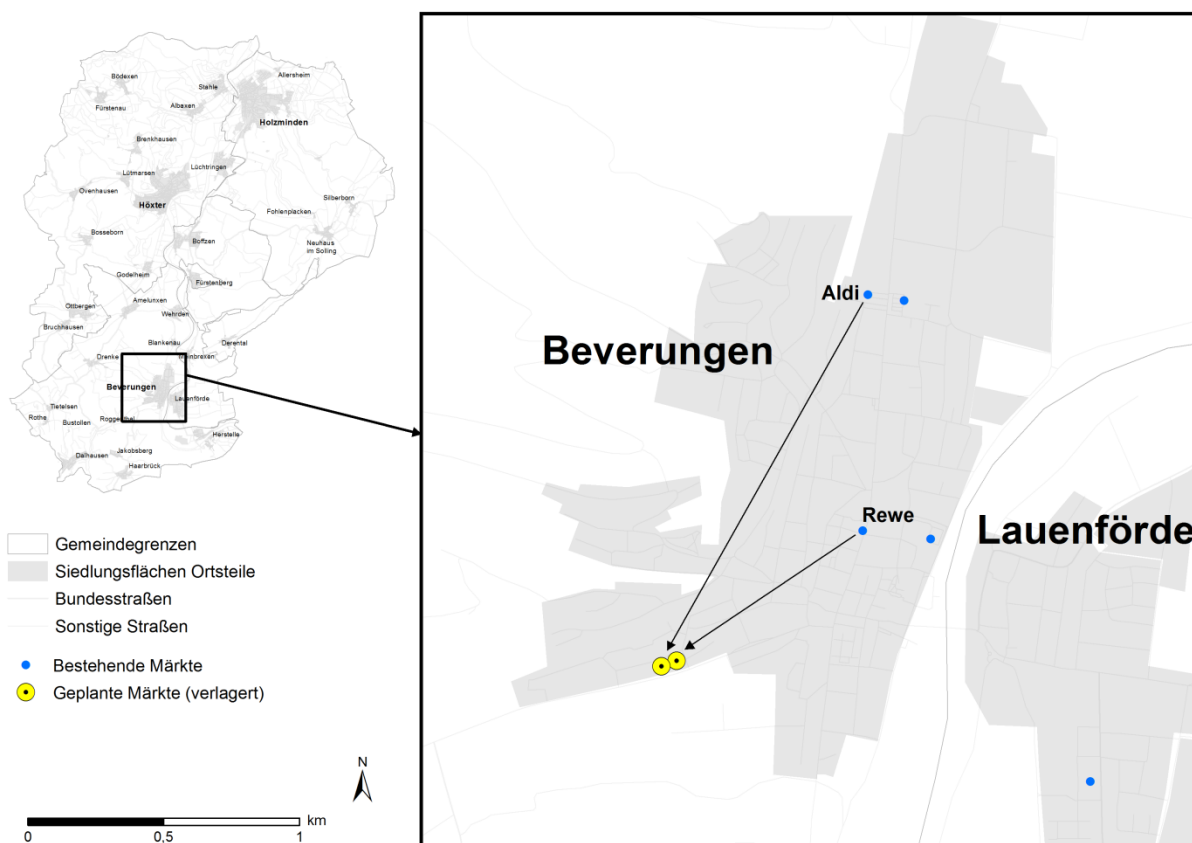 Bödexen
Allersheim
Stahle
Fürstenau
Albaxen
Holzminden
Brenkhausen
Lüchtringen
Lütmarsen
Ovenhausen
Silberborn
Höxter
Fohlenplacken
Bosseborn
Boffzen
Neuhaus
im Solling
Godelheim
Fürstenberg
Amelunxen
Ottbergen
Wehrden
Bruchhausen
Blankenau
Derental
Drenke
Beverungen
Lauenförde
Tietelsen
Rothe
Bustollen
Herstelle
Jakobsberg
Dalhausen
Haarbrück
Gemeindegrenzen
Siedlungsflächen Ortsteile
Bundesstraßen
Sonstige Straßen
Bestehende Märkte
Geplante Märkte (verlagert)
N
km
0
0,5
1
Aldi
Beverungen
Rewe
Lauenförde